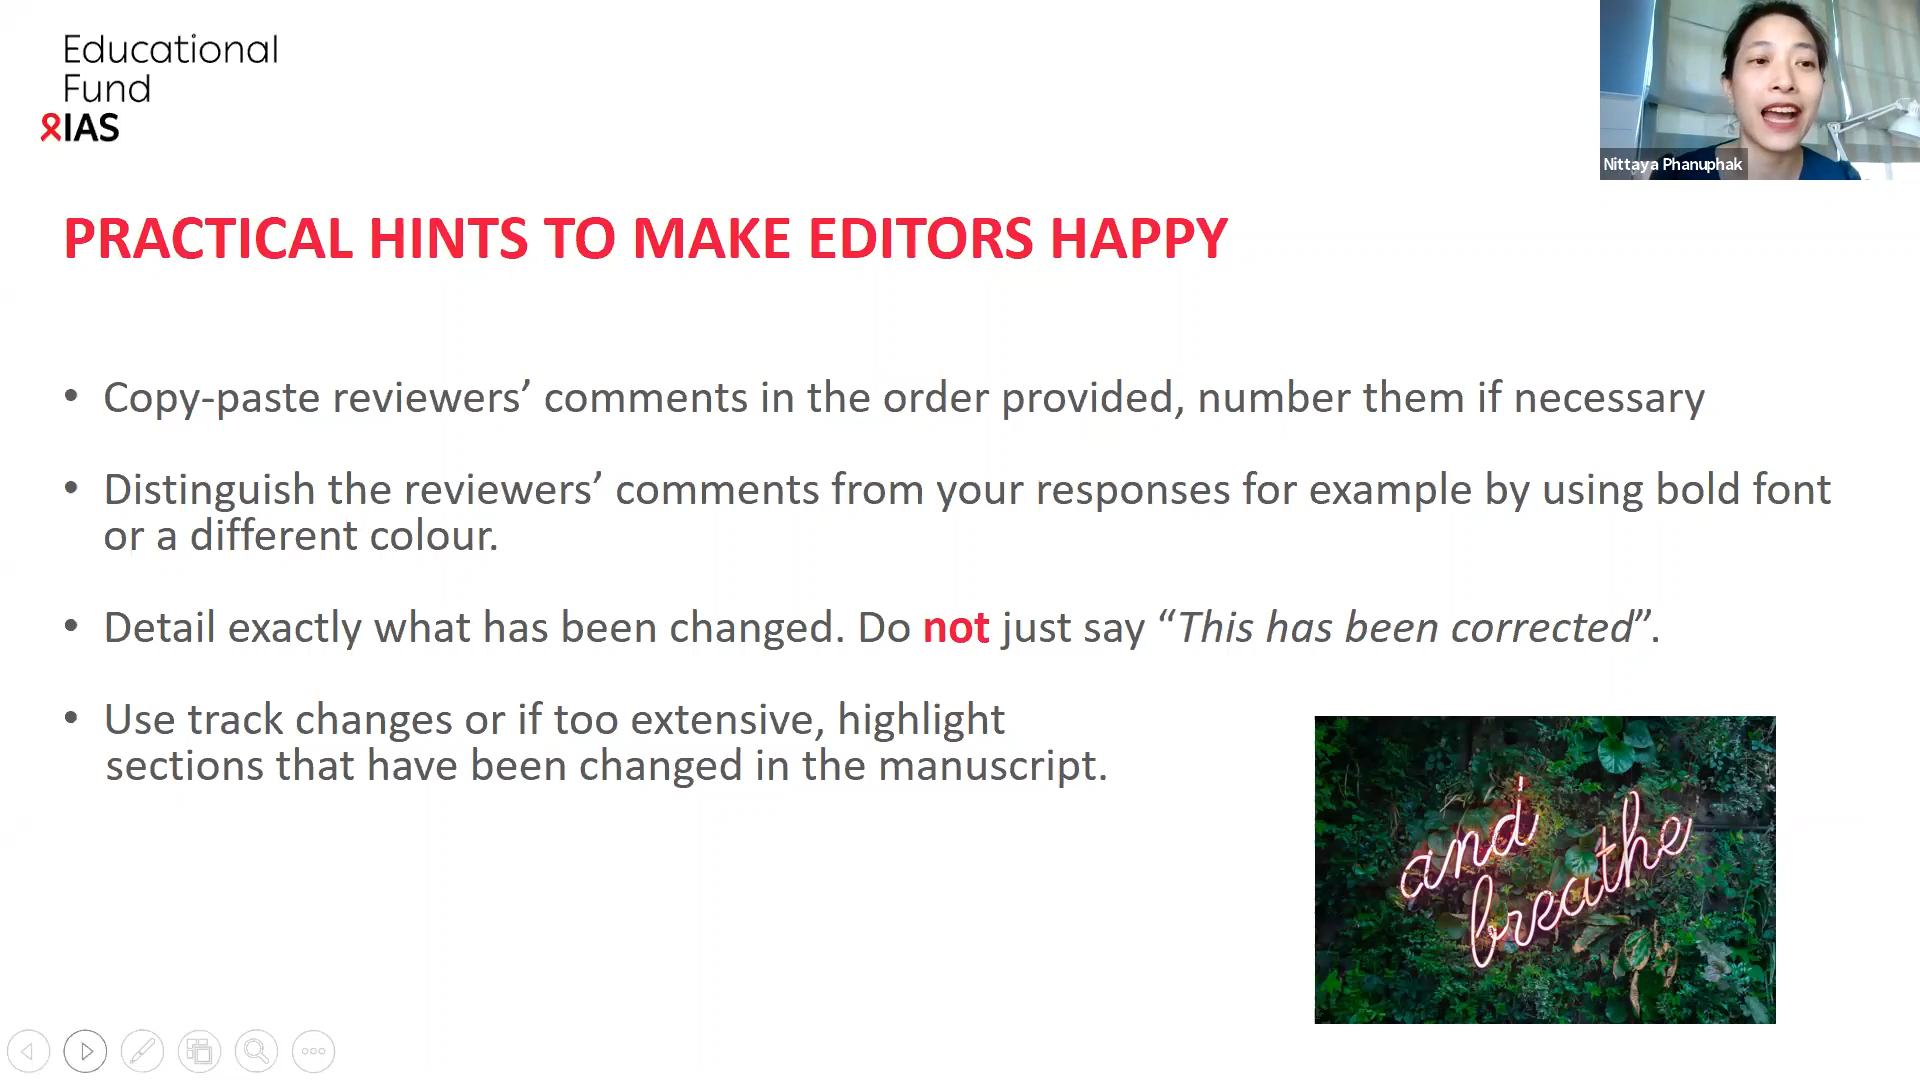 Educational
Fund
IAS
Nittaya Phanuphak
PRACTICAL HINTS TO MAKE EDITORS HAPPY
• Copy-paste reviewers’ comments in the order provided, number them if necessary
• Distinguish the reviewers’ comments from your responses for example by using bold font
or a different colour.
• Detail exactly what has been changed. Do not just say “This has been corrected”.
• Use track changes or if too extensive, highlight
sections that have been changed in the manuscript.
and
breathe